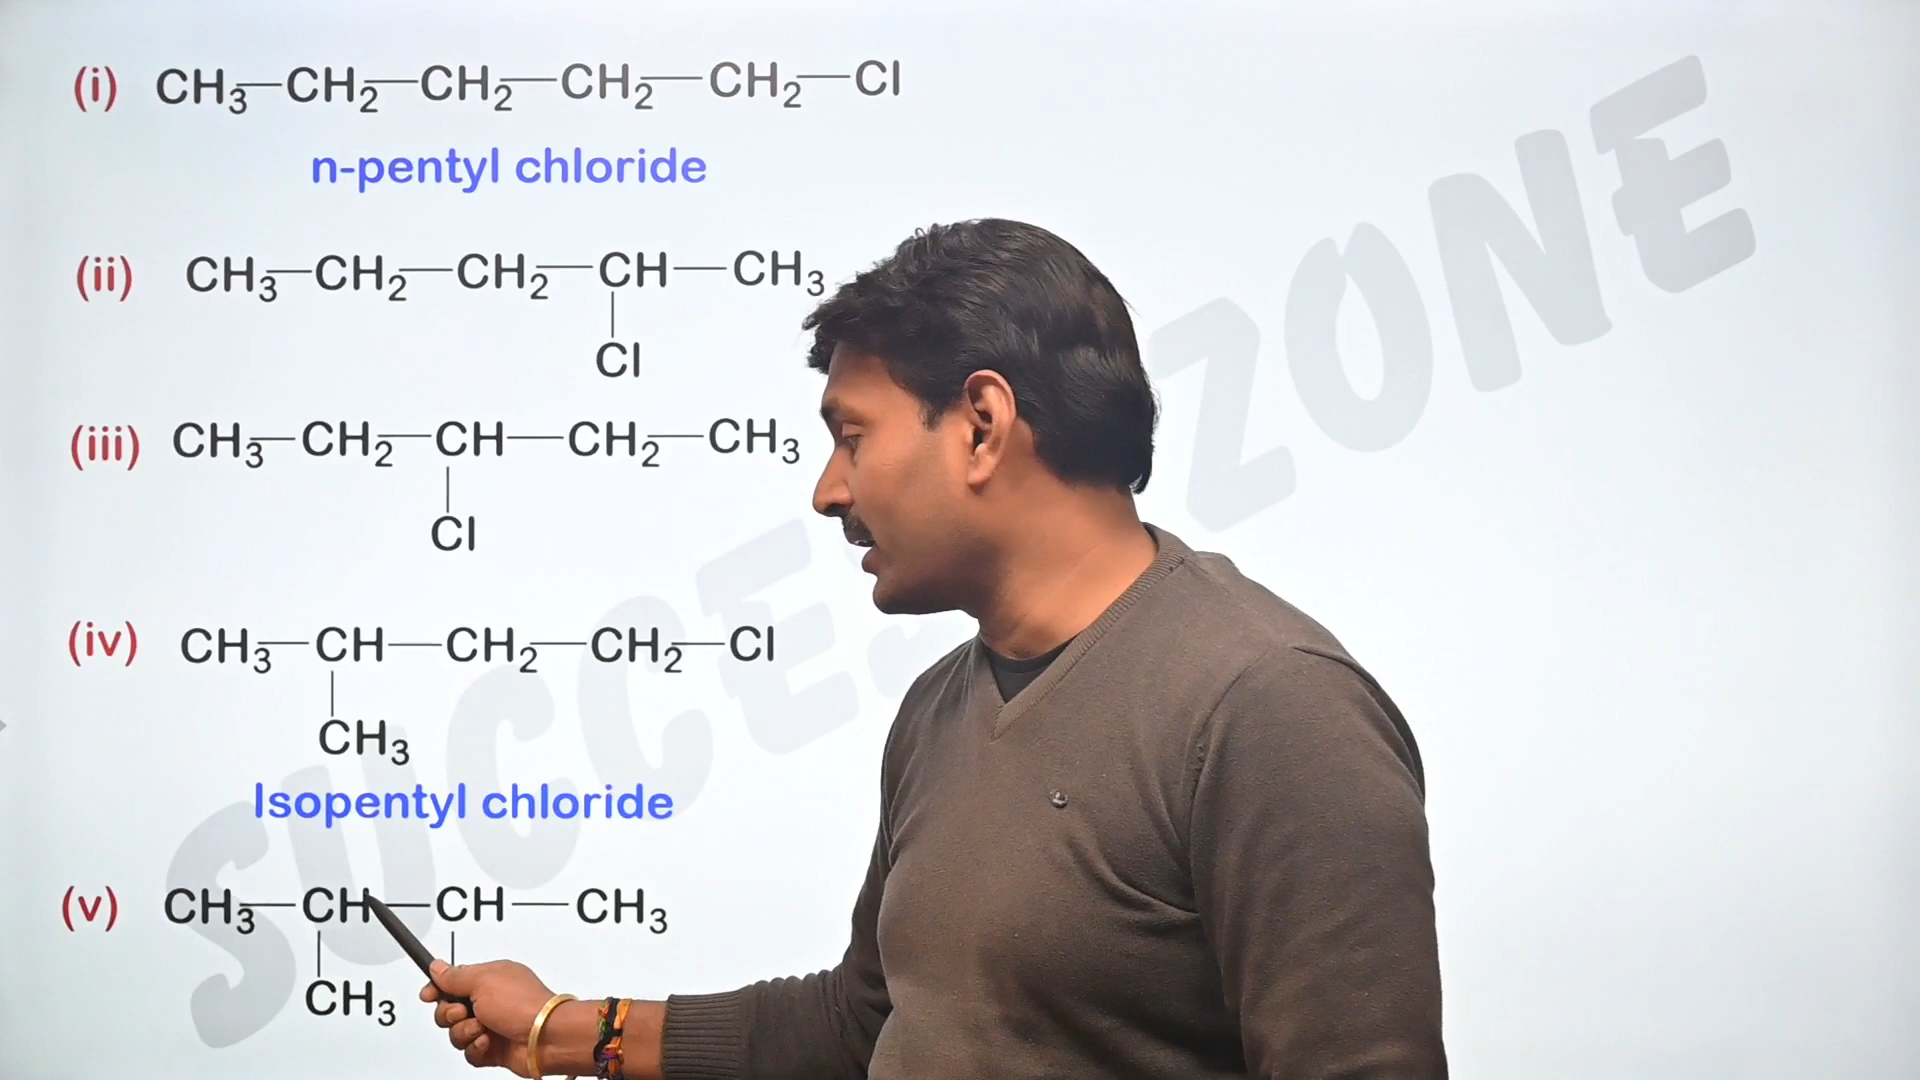 (i) CH₃—CH₂—CH₂—CH₂—CH₂—Cl
n-pentyl chloride
(ii) CH₃—CH₂—CH₂—CH—CH₃
Cl
(iii) CH₃—CH₂—CH—CH₂—CH₃
Cl
(iv) CH₃—CH—CH₂—CH₂—Cl
CH₃
Isopentyl chloride
(v) CH₃—CH—CH—CH₃
CH₃
ZONE